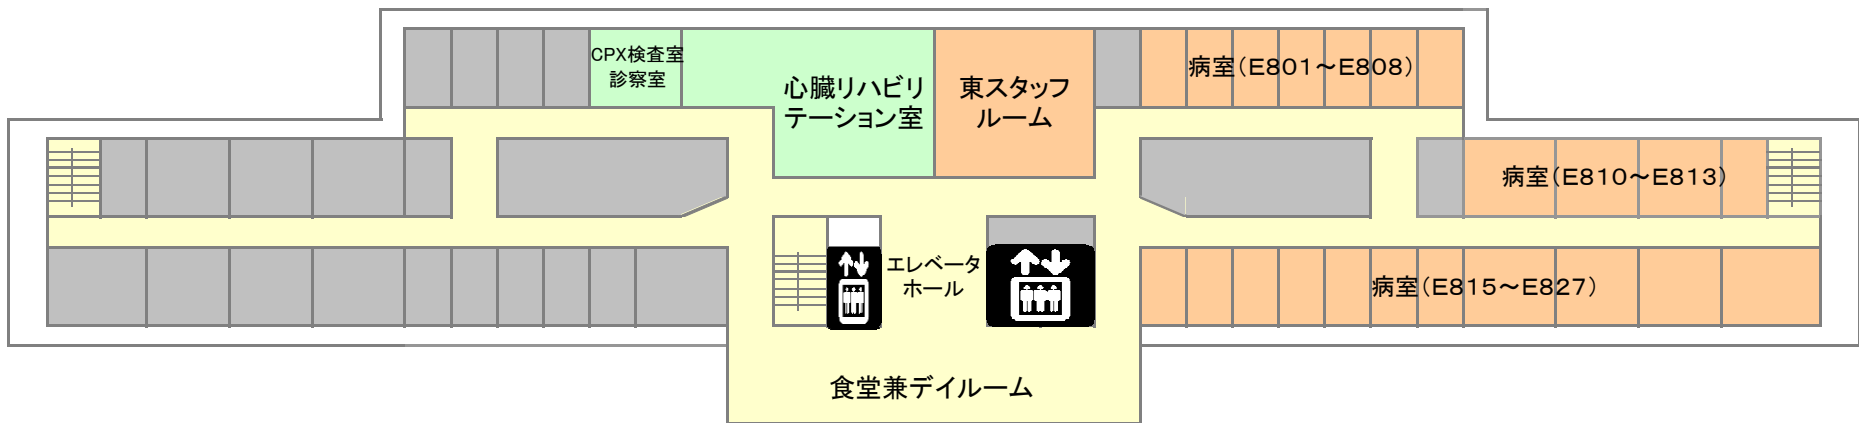 CPX検査室
診察室
心臓リハビリ
テーション室
東スタッフ
ルーム
病室(E801~E808)
病室(E810~E813)
エレベータ
ホール
病室(E815~E827)
食堂兼デイルーム